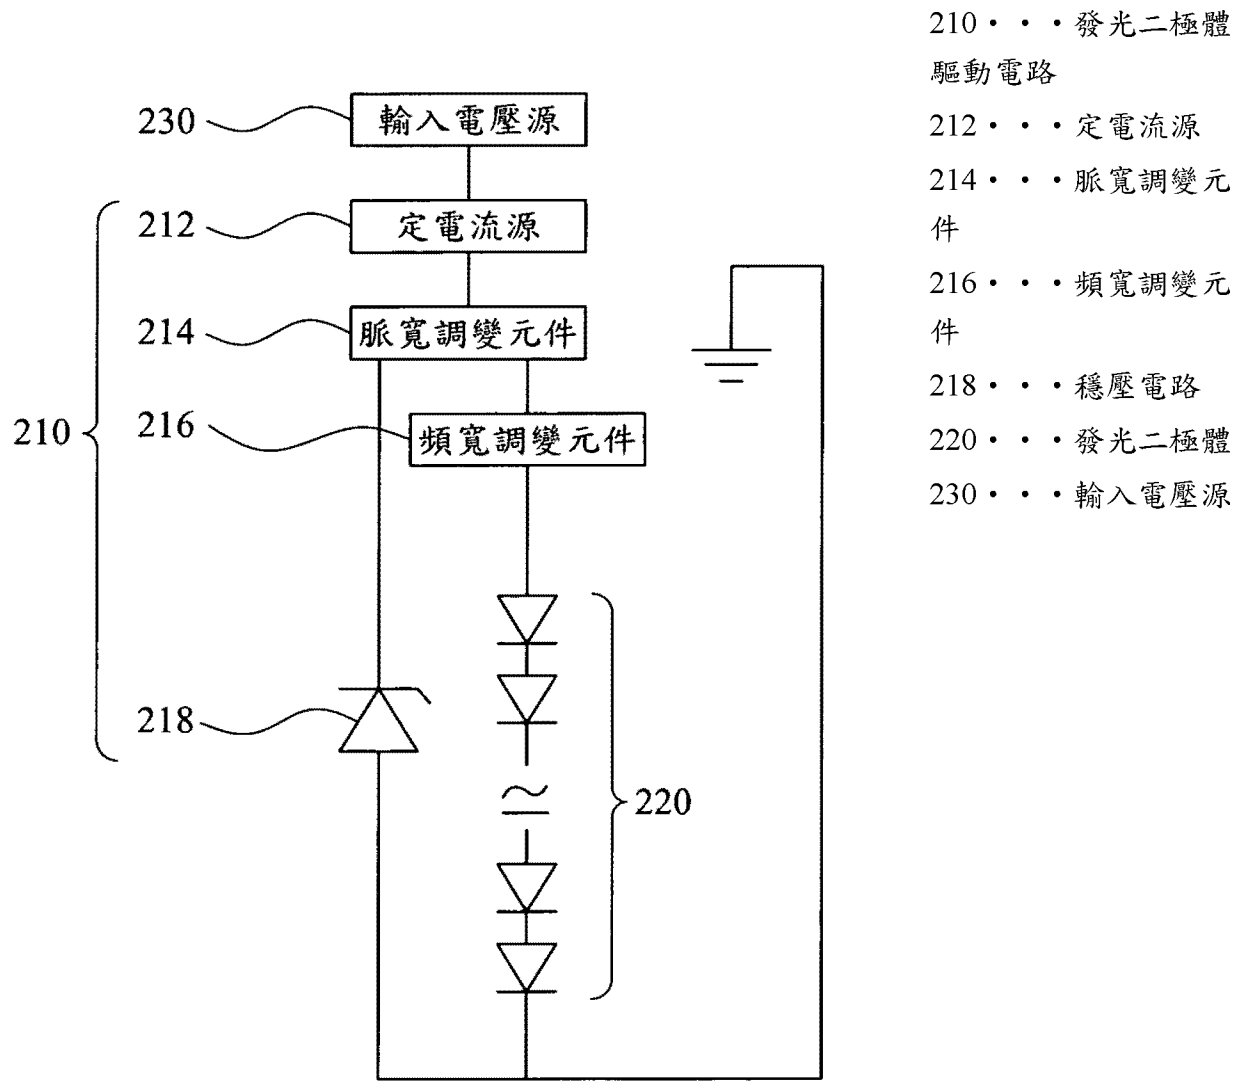 230 輸入電壓源
212 定電流源
214 脈寬調變元件
210
216 頻寬調變元件
218
220
210・・・發光二極體
驅動電路
212・・・定電流源
214・・・脈寬調變元
件
216・・・頻寬調變元
件
218・・・穩壓電路
220・・・發光二極體
230・・・輸入電壓源